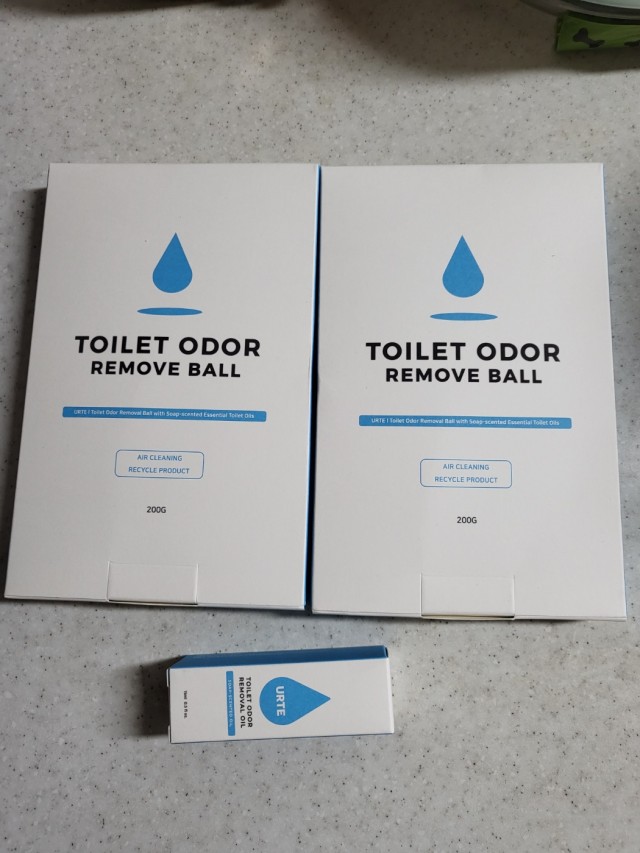 TOILET ODOR
REMOVE BALL
URTE I Toilet Odor Removal Ball with Soap-scented Essential Toilet Oils
AIR CLEANING
RECYCLE PRODUCT
200G
TOILET ODOR
REMOVE BALL
URTE I Toilet Odor Removal Ball with Soap-scented Essential Toilet Oils
AIR CLEANING
RECYCLE PRODUCT
200G
URTE
TOILET ODOR
REMOVAL OIL